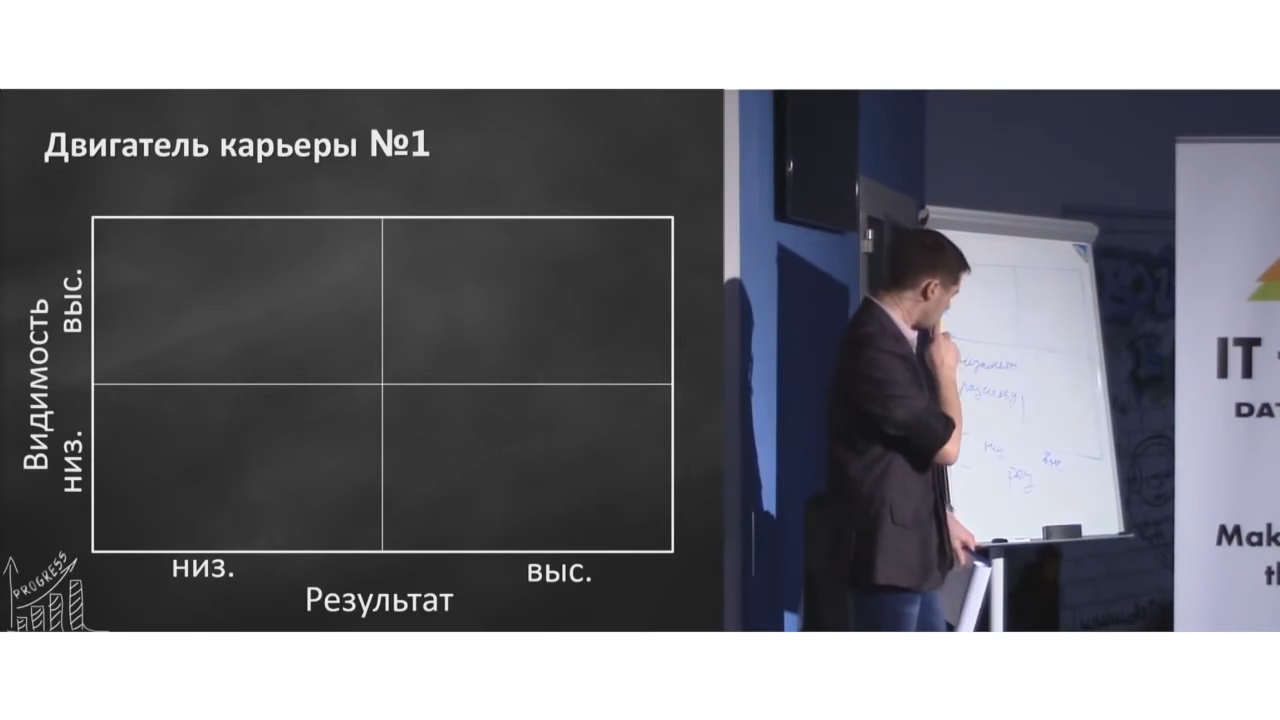 Двигатель карьеры №1
Видимость
выс.
низ.
низ.
выс.
Результат
PROGRESS
IT
DAT
Mak
th